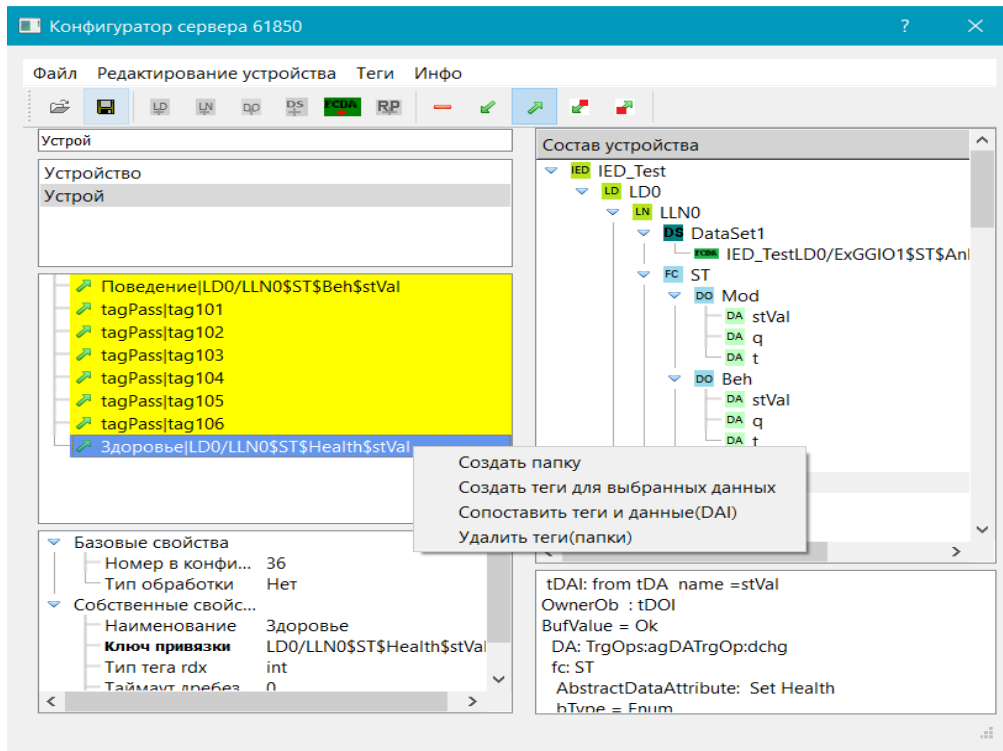 Конфигуратор сервера 61850
?
Файл Редактирование устройства Теги Инфо
LD LN DO DS FCDA RP
Устрой
Устройство
Устрой
Поведение|LD0/LLN0$ST$Beh$stVal
tagPass|tag101
tagPass|tag102
tagPass|tag103
tagPass|tag104
tagPass|tag105
tagPass|tag106
Здоровье|LD0/LLN0$ST$Health$stVal
Состав устройства
IED IED_Test
LD LD0
LN LLN0
DS DataSet1
FCDA IED_TestLD0/ExGGIO1$ST$AnI
FC ST
DO Mod
DA stVal
DA q
DA t
DO Beh
DA stVal
DA q
DA t
Создать папку
Создать теги для выбранных данных
Сопоставить теги и данные(DAI)
Удалить теги(папки)
Базовые свойства
Номер в конфи... 36
Тип обработки Нет
Собственные свойс...
Наименование Здоровье
Ключ привязки LD0/LLN0$ST$Health$stVal
Тип тега rdx int
Таймаут дребез 0
tDAI: from tDA name =stVal
OwnerOb : tDOI
BufValue = Ok
DA: TrgOps:agDATrgOp:dchg
fc: ST
AbstractDataAttribute: Set Health
bType = Enum